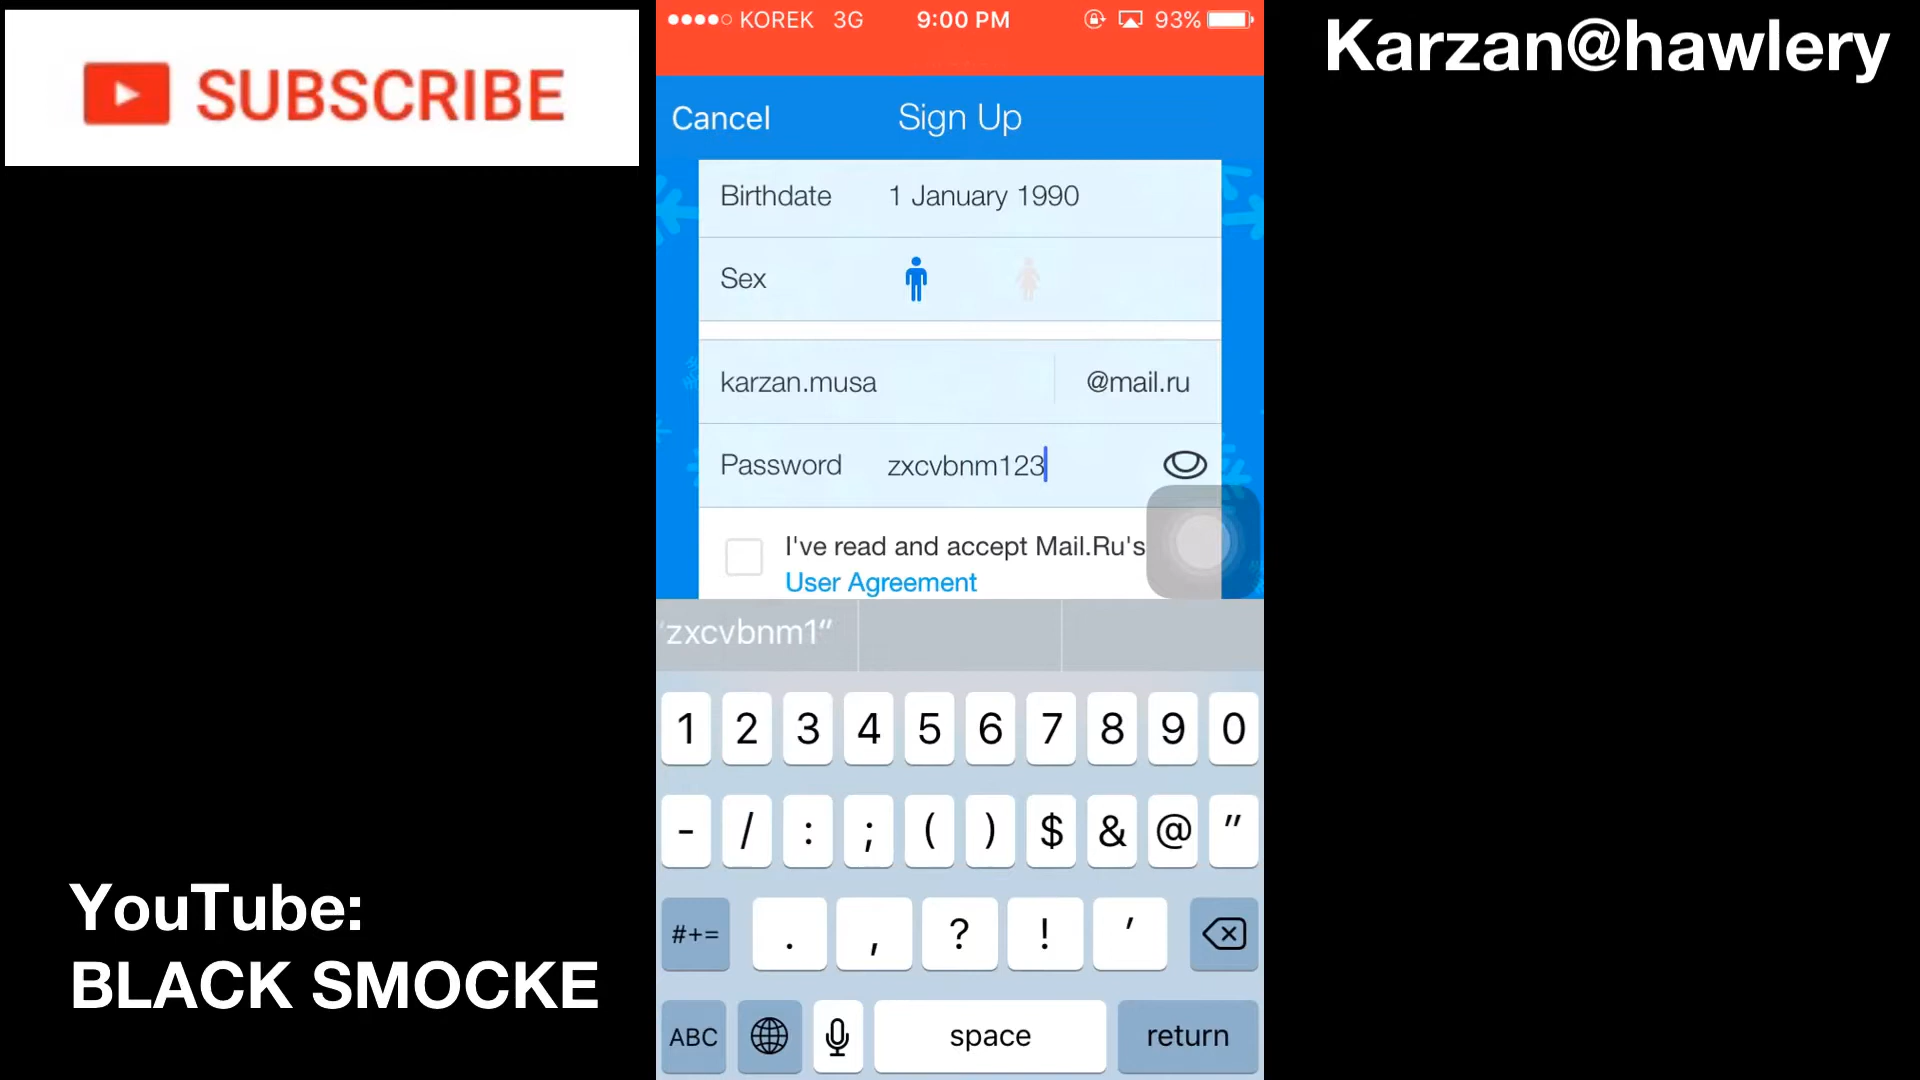 SUBSCRIBE
Karzan@hawlery
YouTube:
BLACK SMOCKE
KOREK 3G 9:00 PM 93%
Cancel Sign Up
Birthdate 1 January 1990
Sex
karzan.musa @mail.ru
Password zxcvbnm123
I've read and accept Mail.Ru's
User Agreement
“zxcvbnm1”
1 2 3 4 5 6 7 8 9 0
- / : ; ( ) $ & @ "
#+= . , ? ! '
ABC space return